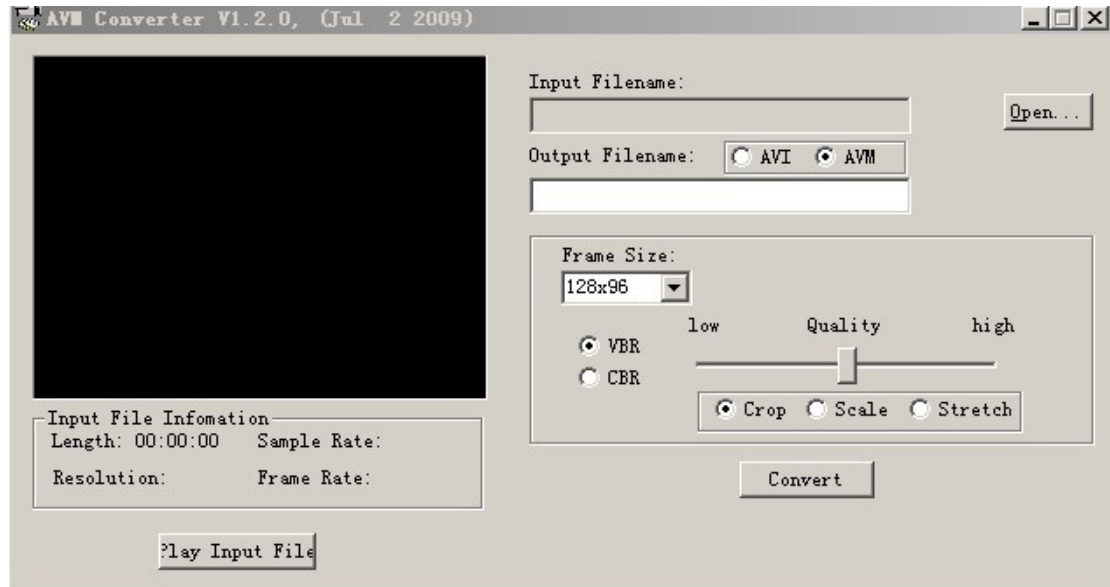 AVM Converter V1.2.0, (Jul 2 2009)
Input Filename:
Open...
Output Filename: AVI AVM
Frame Size:
128x96
low Quality high
VBR
CBR
Crop Scale Stretch
Input File Infomation
Length: 00:00:00 Sample Rate:
Resolution: Frame Rate:
Convert
Play Input File